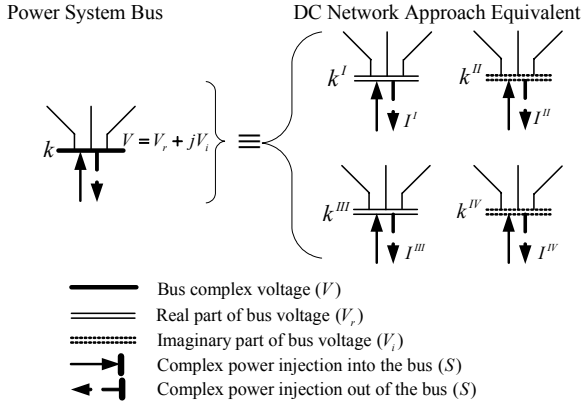 Power System Bus
DC Network Approach Equivalent
k
V = V_r + jV_i
≡
k^I
I^I
k^II
I^II
k^III
I^III
k^IV
I^IV
Bus complex voltage (V)
Real part of bus voltage (V_r)
Imaginary part of bus voltage (V_i)
Complex power injection into the bus (S)
Complex power injection out of the bus (S)